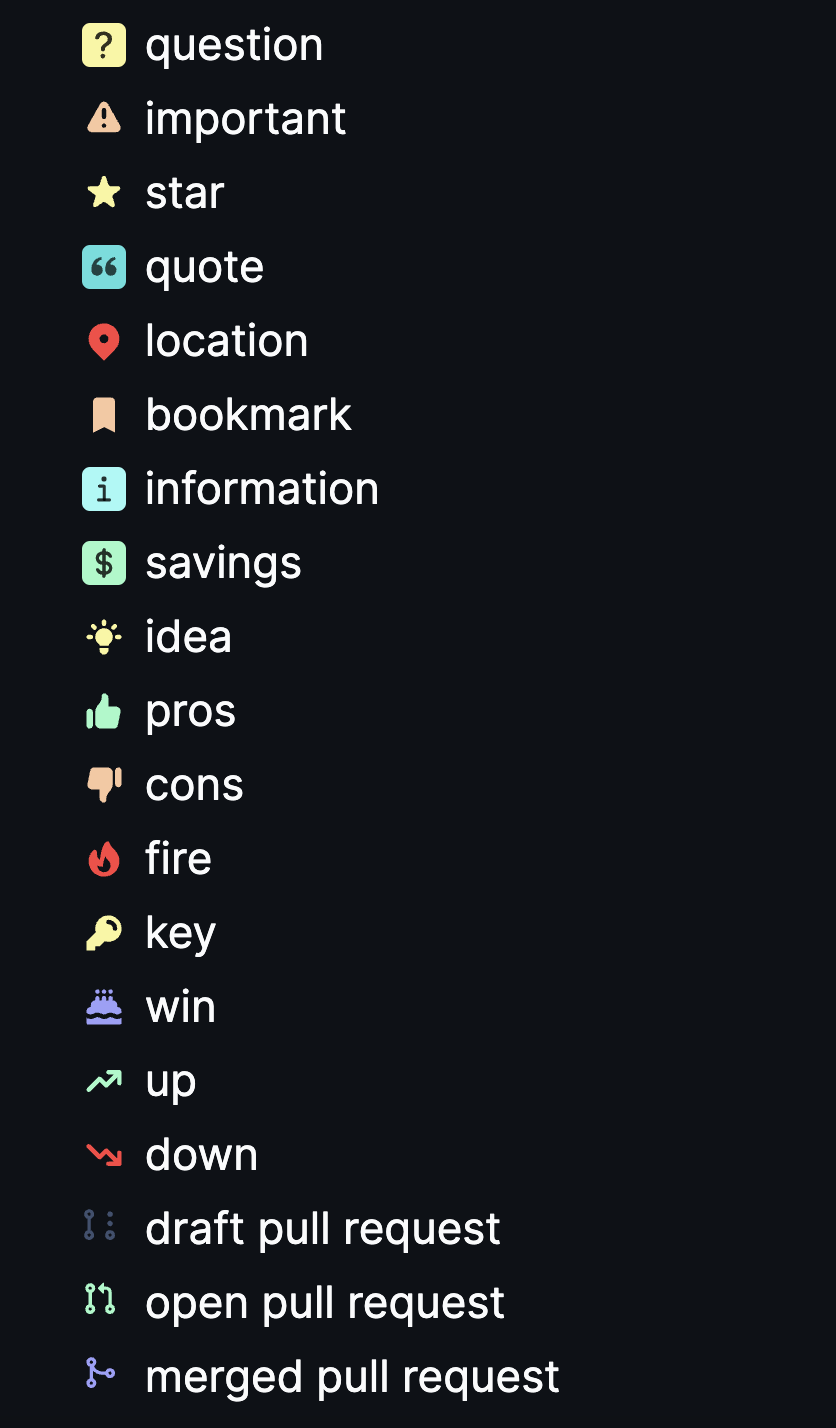 ? question
important
star
“ quote
location
bookmark
i information
$ savings
idea
pros
cons
fire
key
win
up
down
draft pull request
open pull request
merged pull request